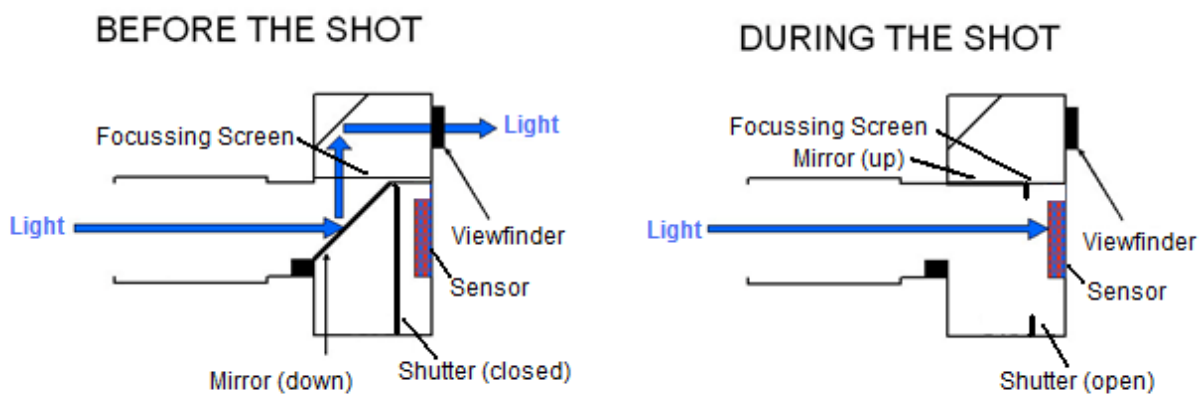 BEFORE THE SHOT
Focussing Screen
Light
Light
Viewfinder
Sensor
Mirror (down)
Shutter (closed)
DURING THE SHOT
Focussing Screen
Mirror (up)
Light
Viewfinder
Sensor
Shutter (open)